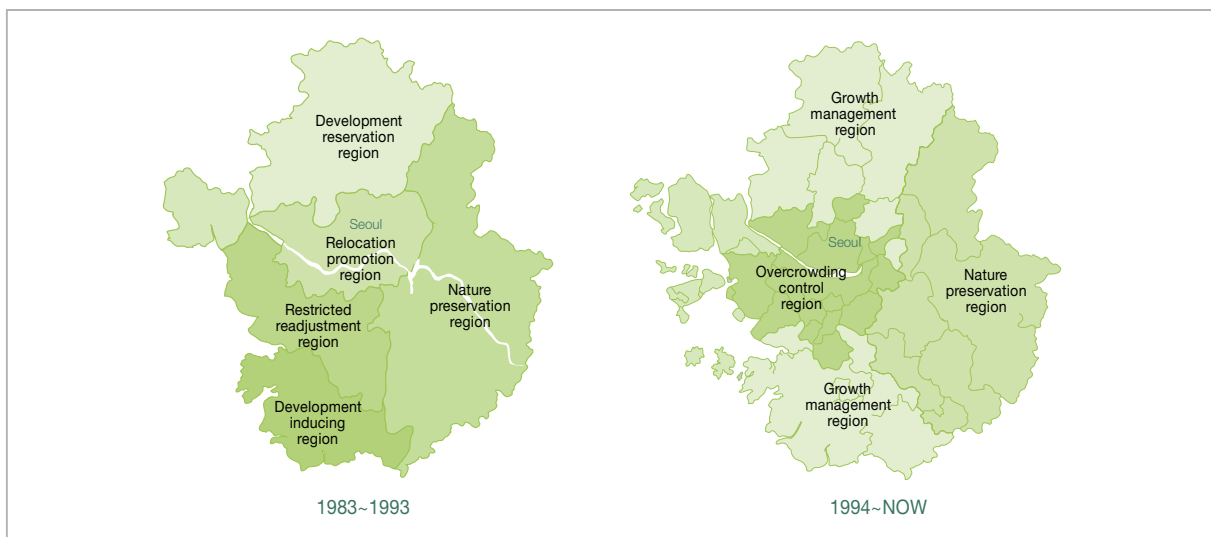 Development
reservation
region
Seoul
Relocation
promotion
region
Restricted
readjustment
region
Nature
preservation
region
Development
inducing
region
1983~1993
Growth
management
region
Seoul
Overcrowding
control
region
Nature
preservation
region
Growth
management
region
1994~NOW